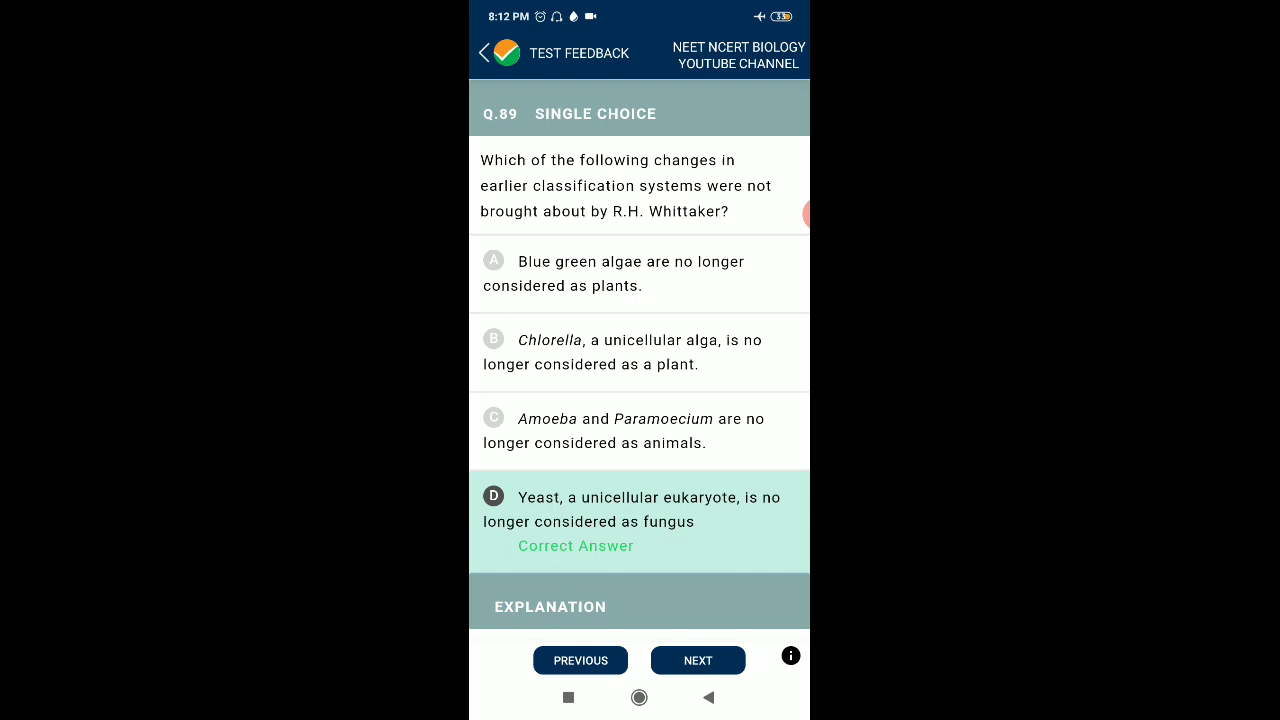 8:12 PM
33
TEST FEEDBACK
NEET NCERT BIOLOGY
YOUTUBE CHANNEL
Q.89 SINGLE CHOICE
Which of the following changes in
earlier classification systems were not
brought about by R.H. Whittaker?
A Blue green algae are no longer
considered as plants.
B Chlorella, a unicellular alga, is no
longer considered as a plant.
C Amoeba and Paramoecium are no
longer considered as animals.
D Yeast, a unicellular eukaryote, is no
longer considered as fungus
Correct Answer
EXPLANATION
PREVIOUS
NEXT